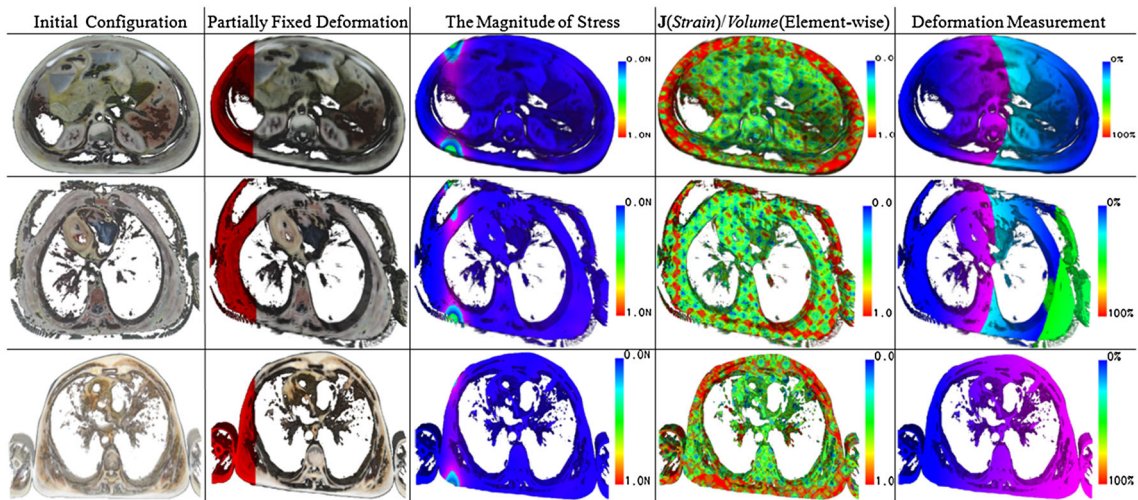 Initial Configuration
Partially Fixed Deformation
The Magnitude of Stress
J(Strain)/Volume(Element-wise)
Deformation Measurement
0.0N
0.0
0%
1.0N
1.0
100%
0.0N
0.0
0%
1.0N
1.0
100%
0.0N
0.0
0%
1.0N
1.0
100%